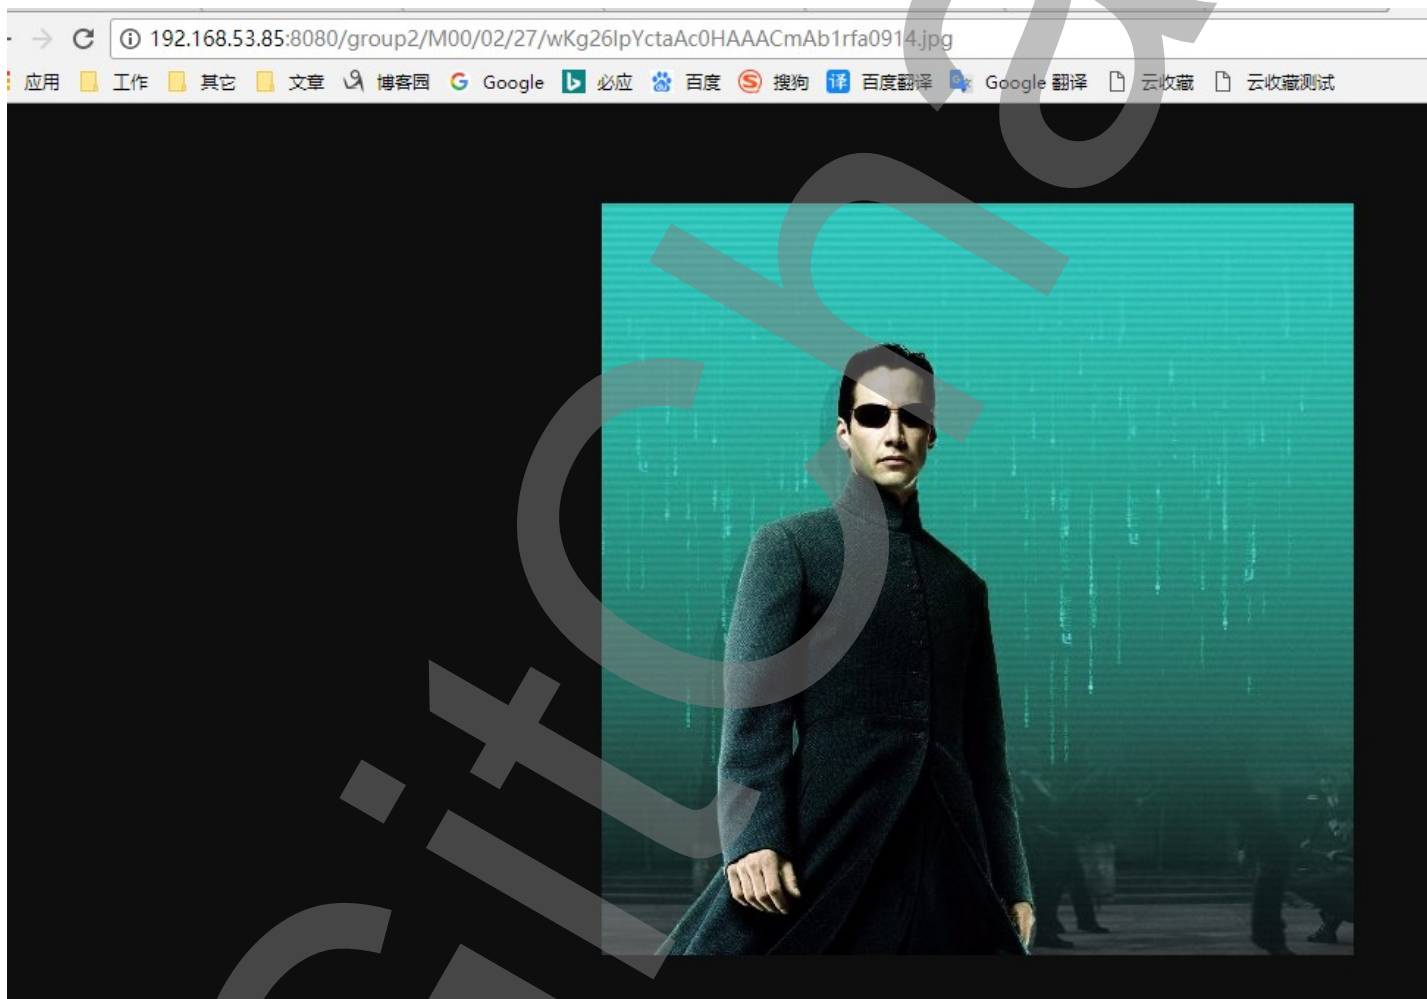 192.168.53.85:8080/group2/M00/02/27/wKg26IpYctaAc0HAAACmAb1rfa0914.jpg
应用 工作 其它 文章 博客园 Google 必应 百度 搜狗 译 百度翻译 Google 翻译 云收藏 云收藏测试